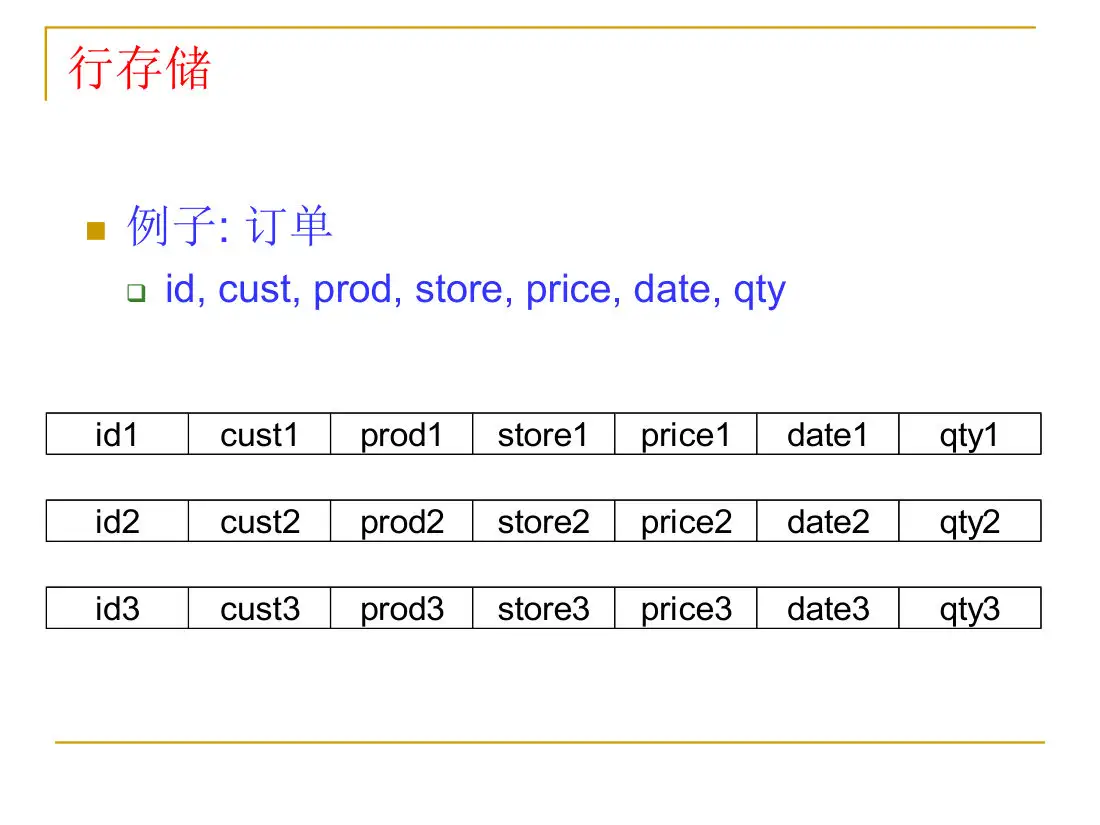 行存储
例子: 订单
id, cust, prod, store, price, date, qty
id1 cust1 prod1 store1 price1 date1 qty1
id2 cust2 prod2 store2 price2 date2 qty2
id3 cust3 prod3 store3 price3 date3 qty3